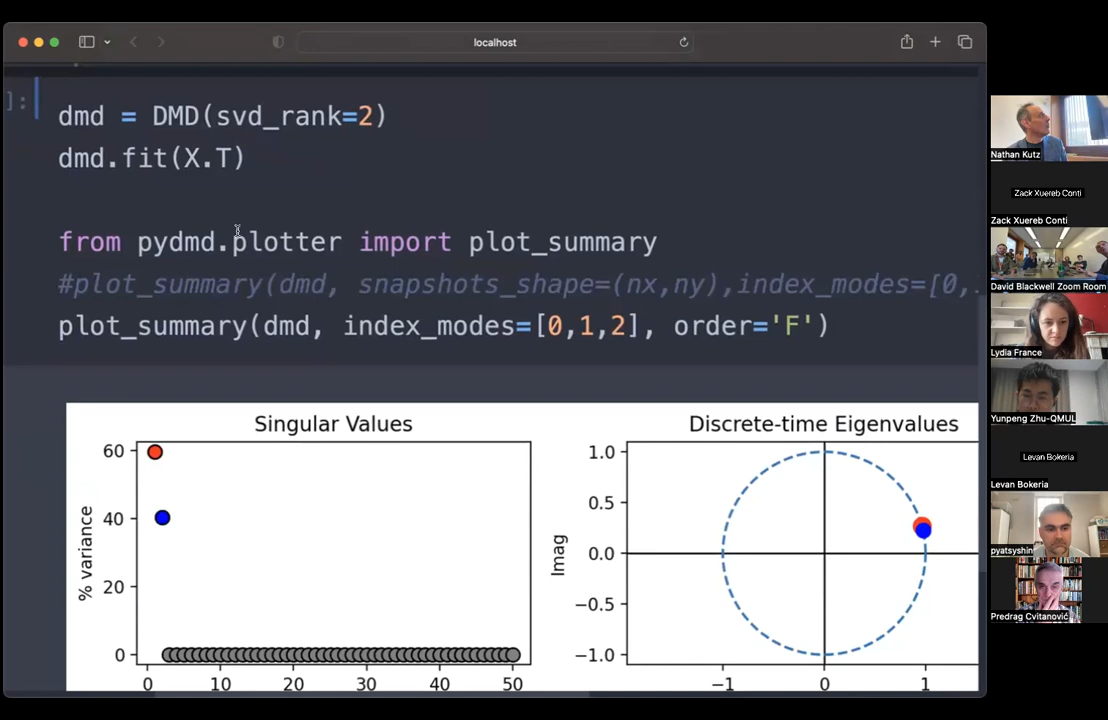 localhost
]:
dmd = DMD(svd_rank=2)
dmd.fit(X.T)
from pydmd.plotter import plot_summary
#plot_summary(dmd, snapshots_shape=(nx,ny),index_modes=[0,
plot_summary(dmd, index_modes=[0,1,2], order='F')
Singular Values
% variance
60
40
20
0
0 10 20 30 40 50
Discrete-time Eigenvalues
Imag
1.0
0.5
0.0
−0.5
−1.0
−1 0 1
Nathan Kutz
Zack Xuereb Conti
Zack Xuereb Conti
David Blackwell Zoom Room
Lydia France
Yunpeng Zhu-QMUL
Levan Bokeria
Levan Bokeria
pyatsyshin
Predrag Cvitanović